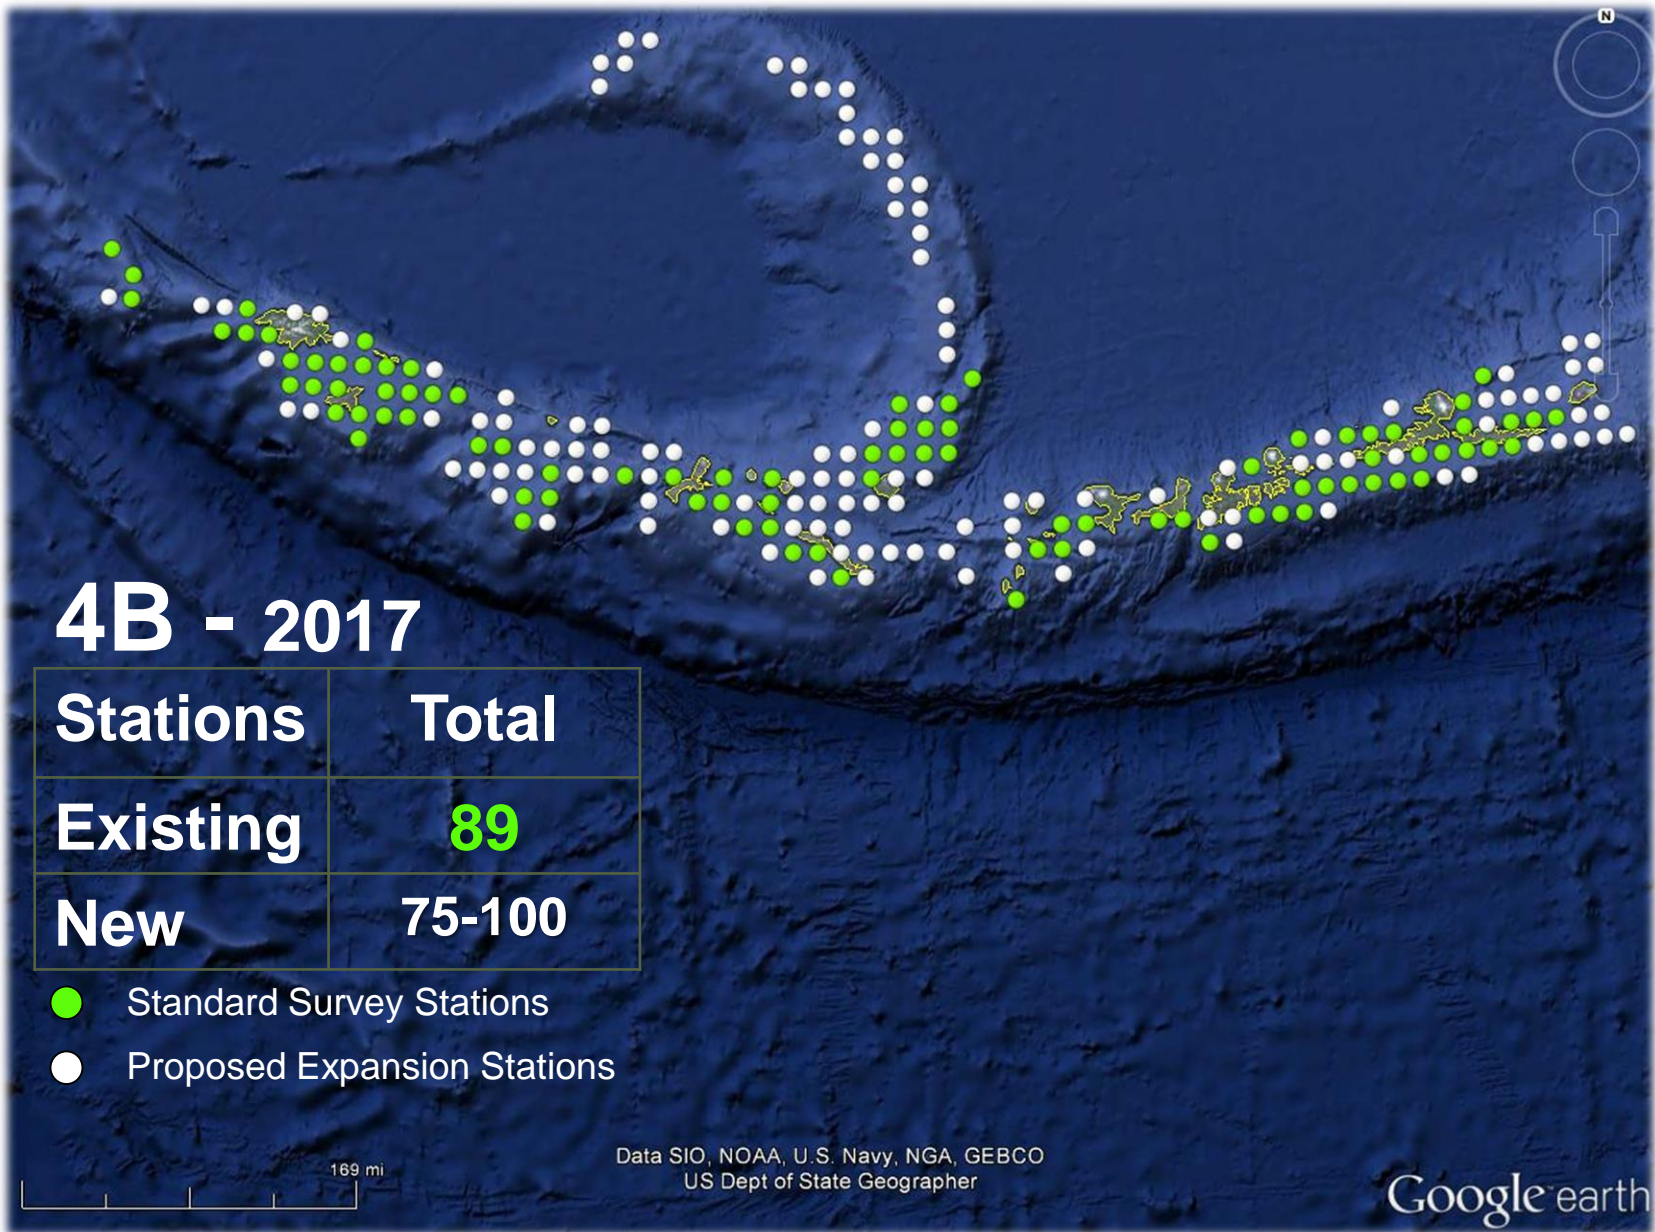 N
4B - 2017
Stations Total
Existing 89
New 75-100
Standard Survey Stations
Proposed Expansion Stations
169 mi
Data SIO, NOAA, U.S. Navy, NGA, GEBCO
US Dept of State Geographer
Google earth